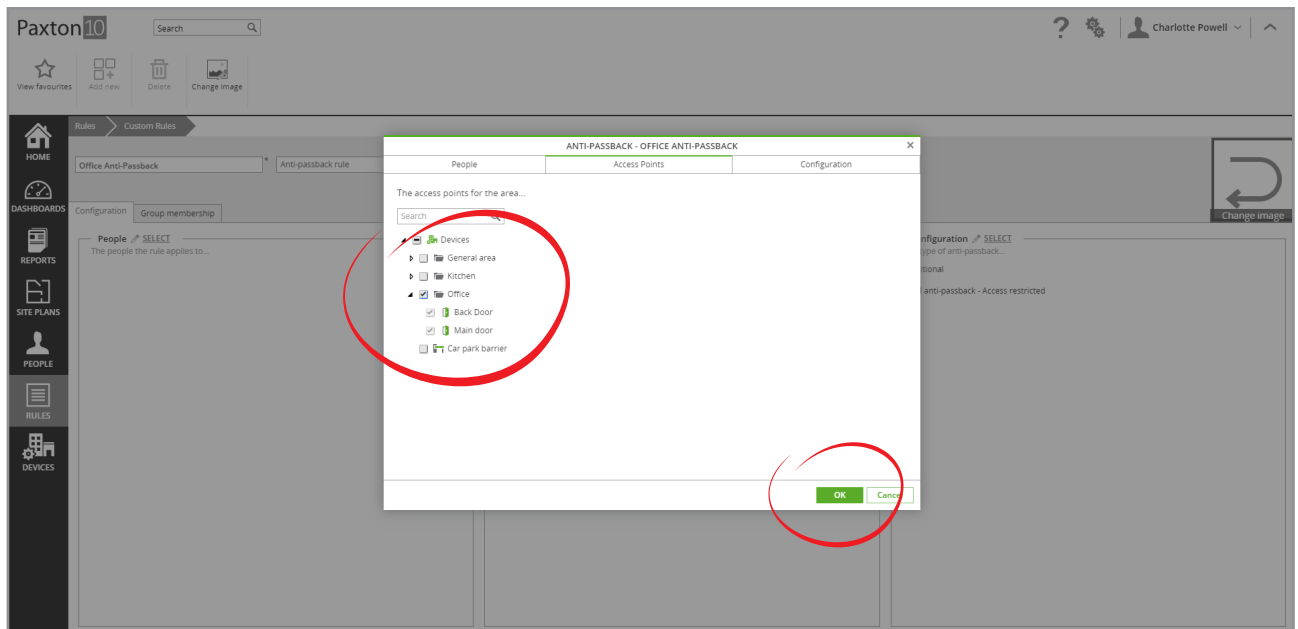 Paxton10
Search
Charlotte Powell
View favourites
Add new
Delete
Change image
Rules
Custom Rules
HOME
DASHBOARDS
REPORTS
SITE PLANS
PEOPLE
RULES
DEVICES
Office Anti-Passback
*
Anti-passback rule
Change image
Configuration
Group membership
People SELECT
The people the rule applies to...
nfiguration SELECT
ype of anti-passback...
itional
anti-passback - Access restricted
ANTI-PASSBACK - OFFICE ANTI-PASSBACK
People
Access Points
Configuration
The access points for the area...
Search
Devices
General area
Kitchen
Office
Back Door
Main door
Car park barrier
OK
Cancel